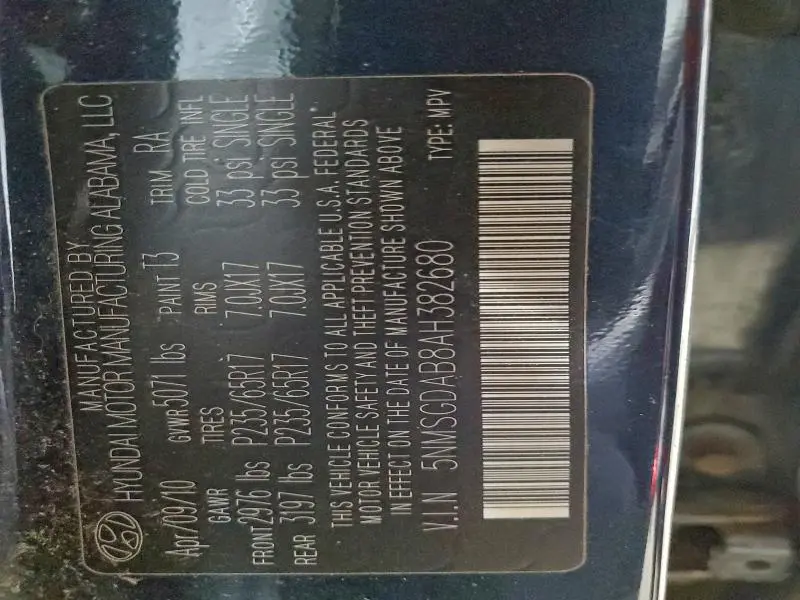 MANUFACTURED BY
HYUNDAI MOTOR MANUFACTURING ALABAMA, LLC
Apr/09/10 GVWR 5071 lbs PAINT T3 TRIM RA
GAWR TIRES RIMS COLD TIRE INFL
FRONT 2976 lbs P235/65R17 7.0JX17 33 psi SINGLE
REAR 3197 lbs P235/65R17 7.0JX17 33 psi SINGLE
THIS VEHICLE CONFORMS TO ALL APPLICABLE U.S.A. FEDERAL
MOTOR VEHICLE SAFETY AND THEFT PREVENTION STANDARDS
IN EFFECT ON THE DATE OF MANUFACTURE SHOWN ABOVE
V.I.N 5NMSGDAB8AH382680 TYPE: MPV